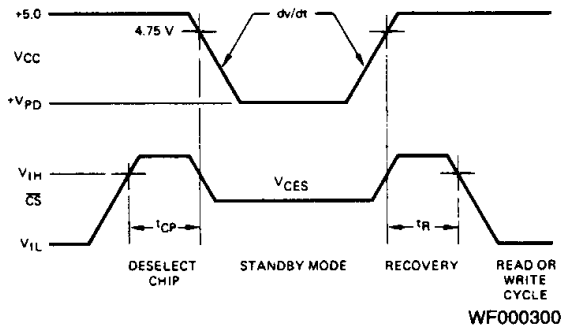 +5.0
dv/dt
4.75 V
VCC
+VPD
VIH
VCES
CS
tCP
tR
VIL
DESELECT CHIP
STANDBY MODE
RECOVERY
READ OR WRITE CYCLE
WF000300